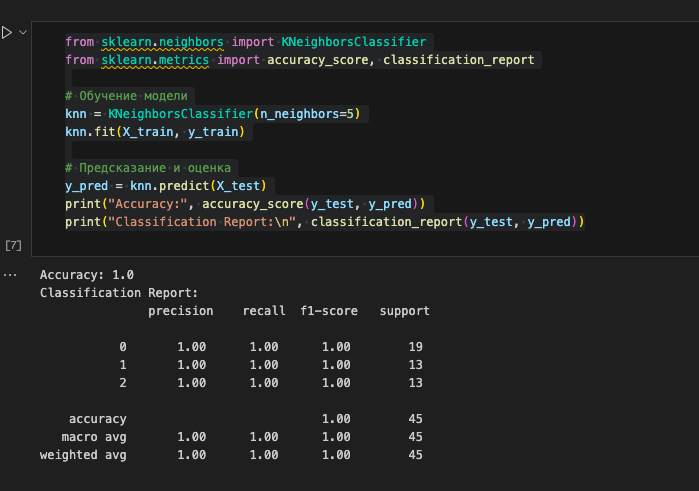 from sklearn.neighbors import KNeighborsClassifier
from sklearn.metrics import accuracy_score, classification_report
# Обучение модели
knn = KNeighborsClassifier(n_neighbors=5)
knn.fit(X_train, y_train)
# Предсказание и оценка
y_pred = knn.predict(X_test)
print("Accuracy:", accuracy_score(y_test, y_pred))
print("Classification Report:\n", classification_report(y_test, y_pred))
[7]
Accuracy: 1.0
Classification Report:
precision recall f1-score support
0 1.00 1.00 1.00 19
1 1.00 1.00 1.00 13
2 1.00 1.00 1.00 13
accuracy 1.00 45
macro avg 1.00 1.00 1.00 45
weighted avg 1.00 1.00 1.00 45